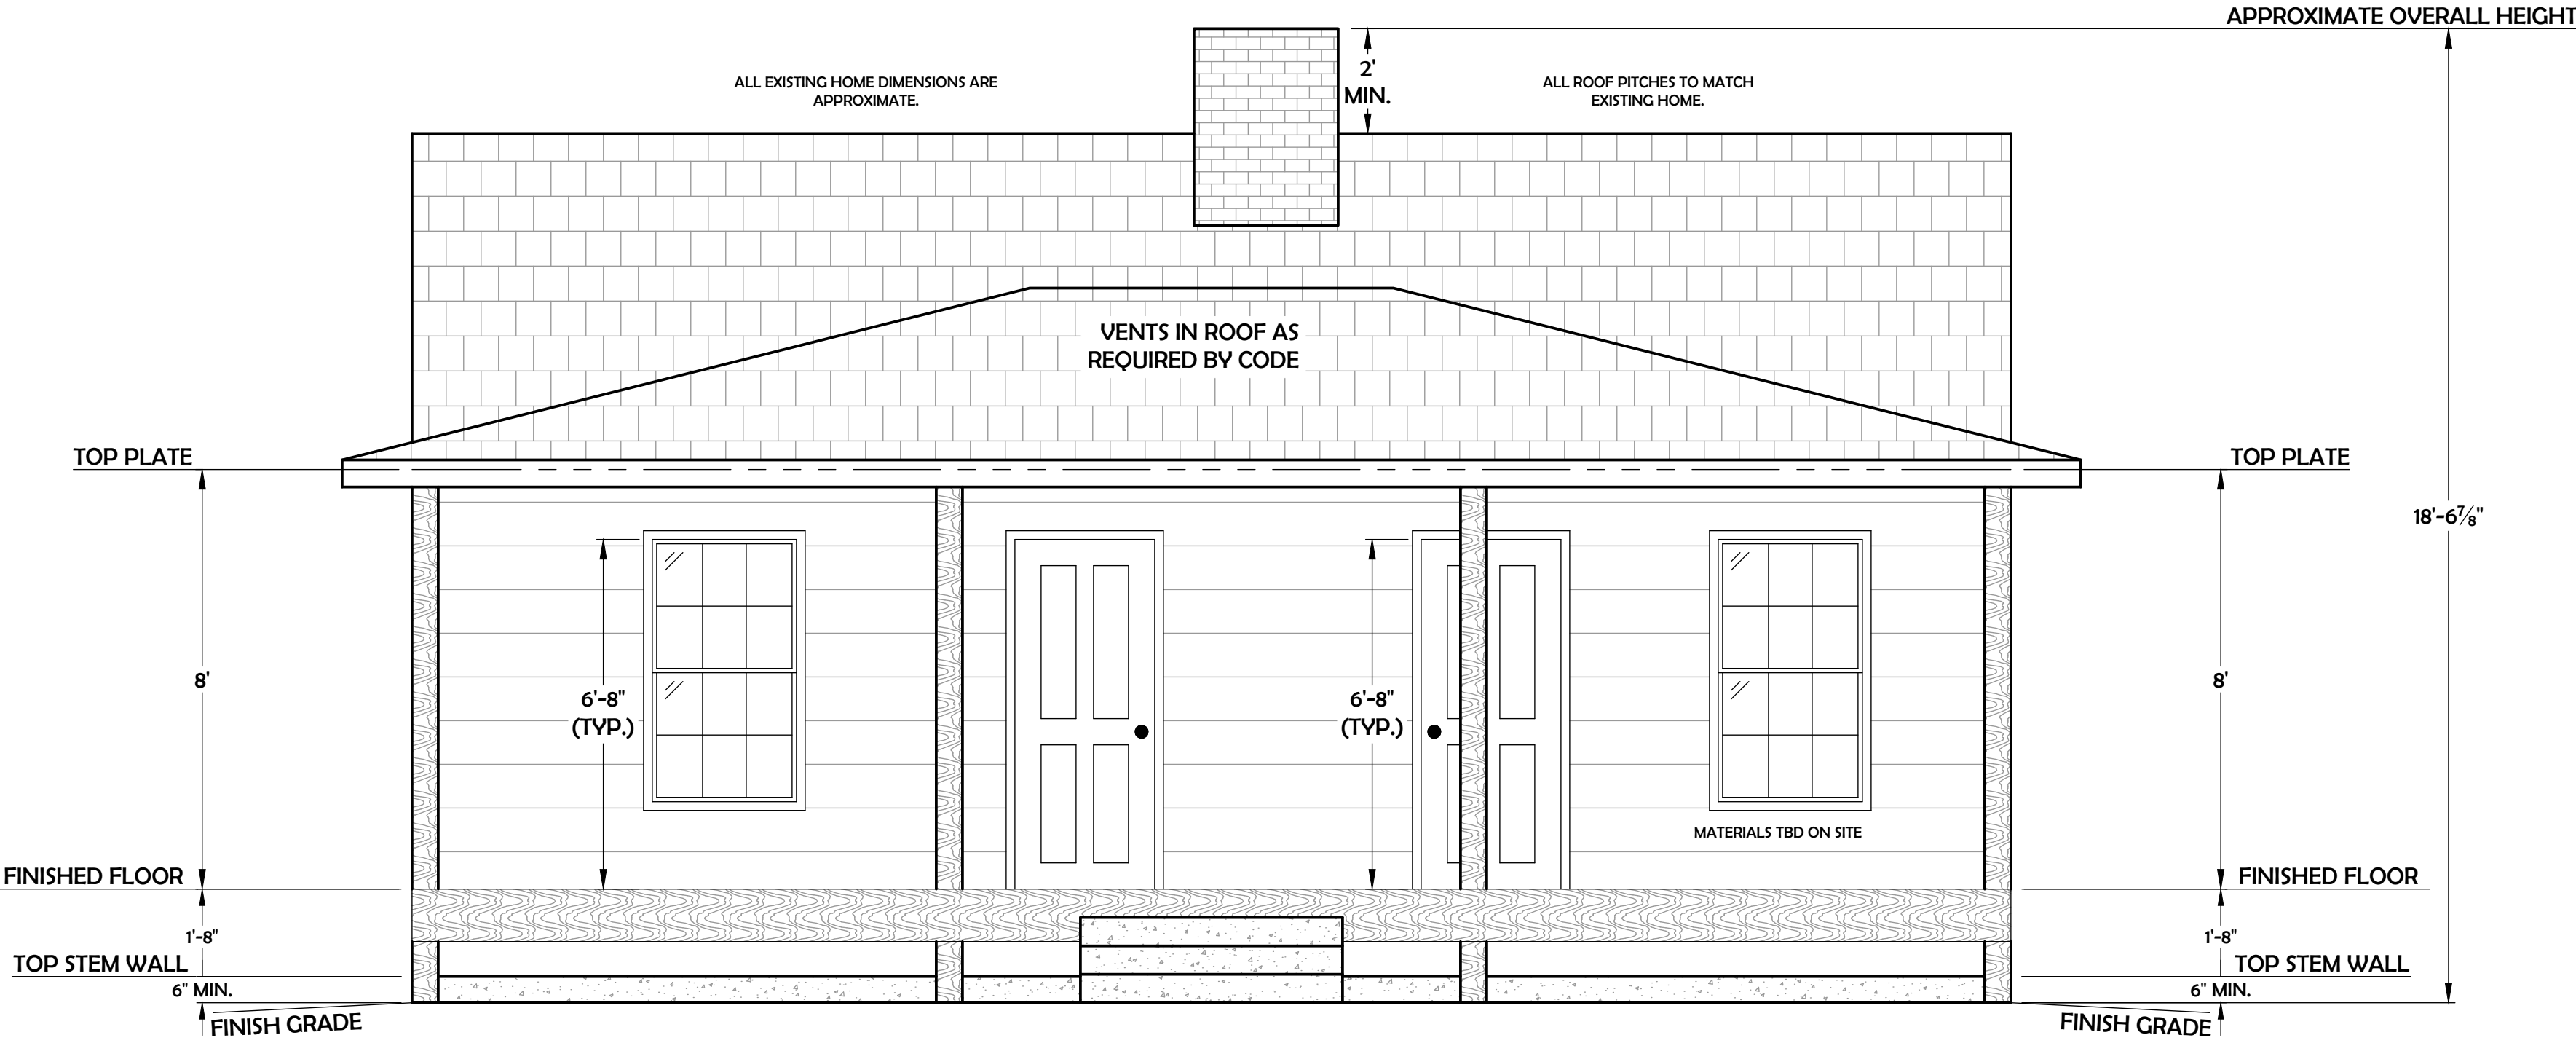 APPROXIMATE OVERALL HEIGHT
2'
MIN.
ALL EXISTING HOME DIMENSIONS ARE
APPROXIMATE.
ALL ROOF PITCHES TO MATCH
EXISTING HOME.
VENTS IN ROOF AS
REQUIRED BY CODE
TOP PLATE
TOP PLATE
18'-6⅞"
8'
6'-8"
(TYP.)
6'-8"
(TYP.)
8'
MATERIALS TBD ON SITE
FINISHED FLOOR
FINISHED FLOOR
1'-8"
1'-8"
TOP STEM WALL
TOP STEM WALL
6" MIN.
6" MIN.
FINISH GRADE
FINISH GRADE